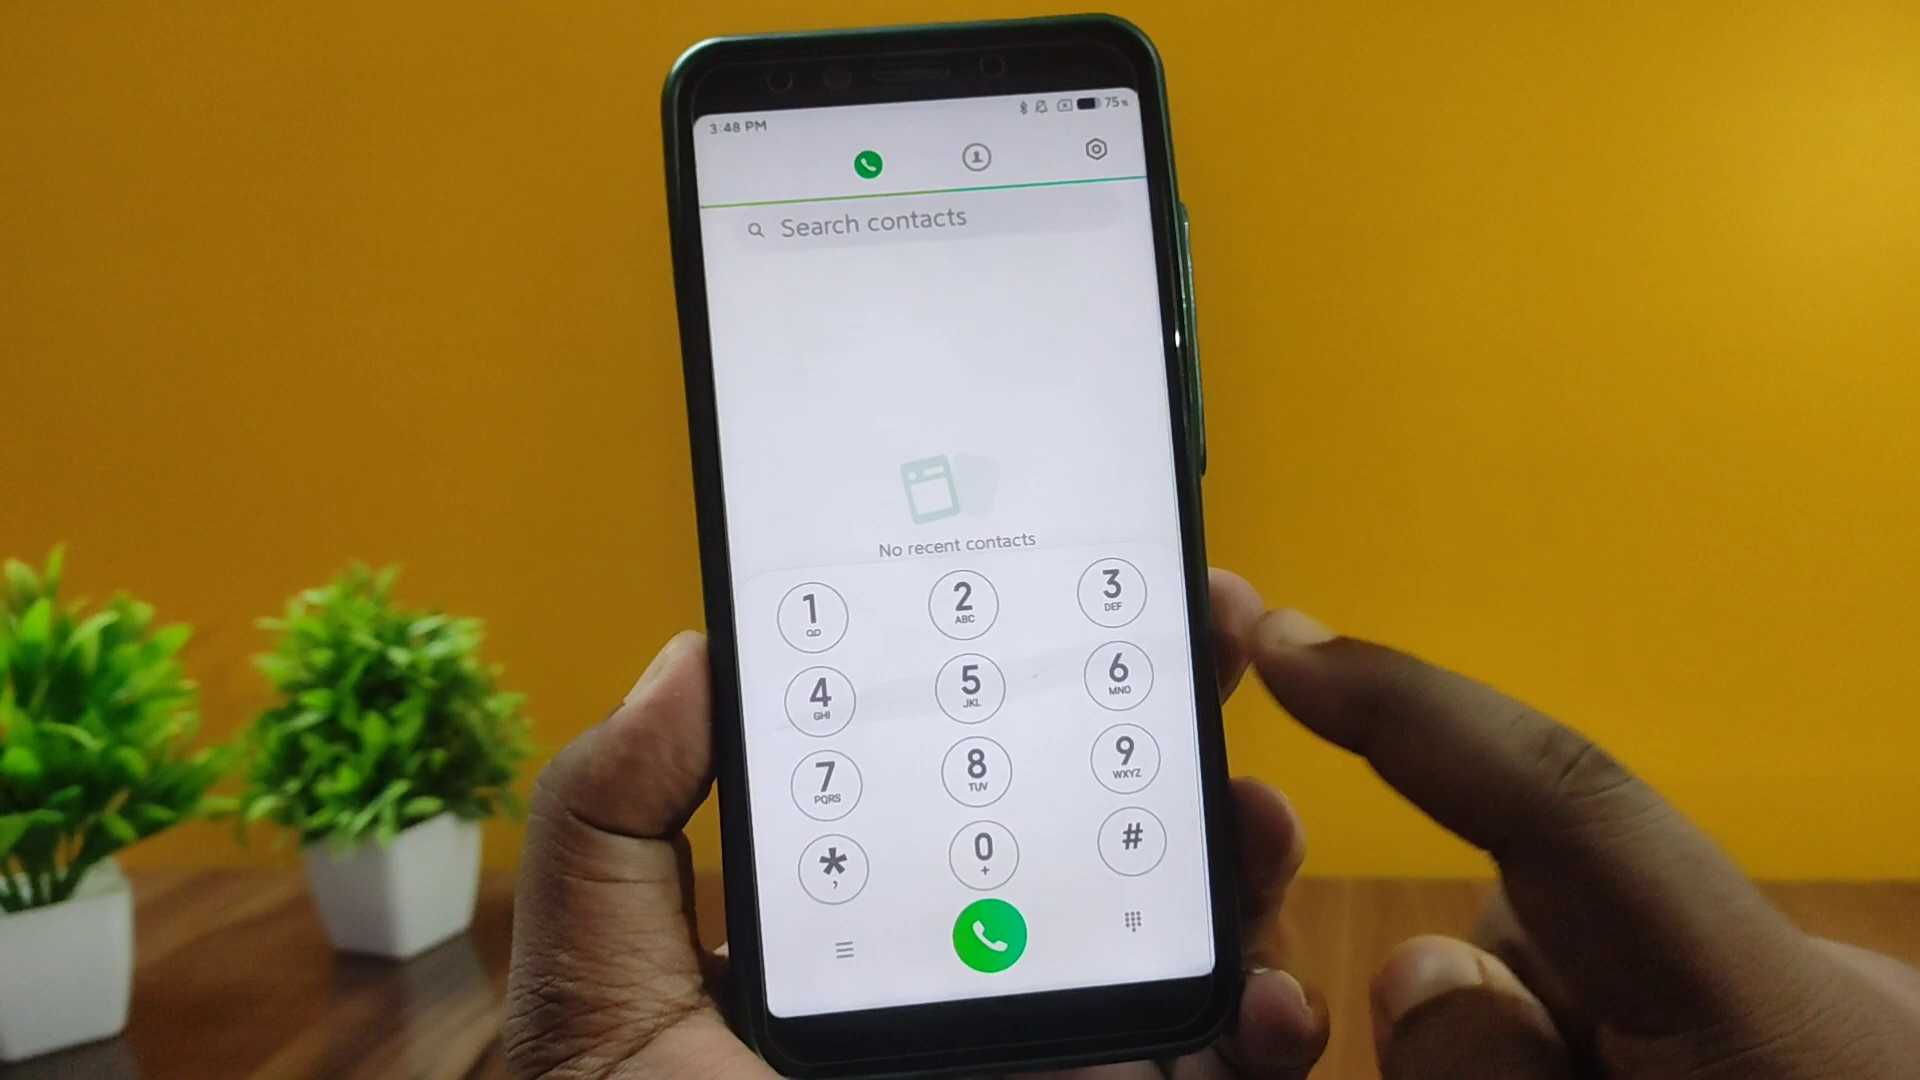 3:48 PM
75%
Search contacts
No recent contacts
1
2
ABC
3
DEF
4
GHI
5
JKL
6
MNO
7
PQRS
8
TUV
9
WXYZ
*
,
0
+
#